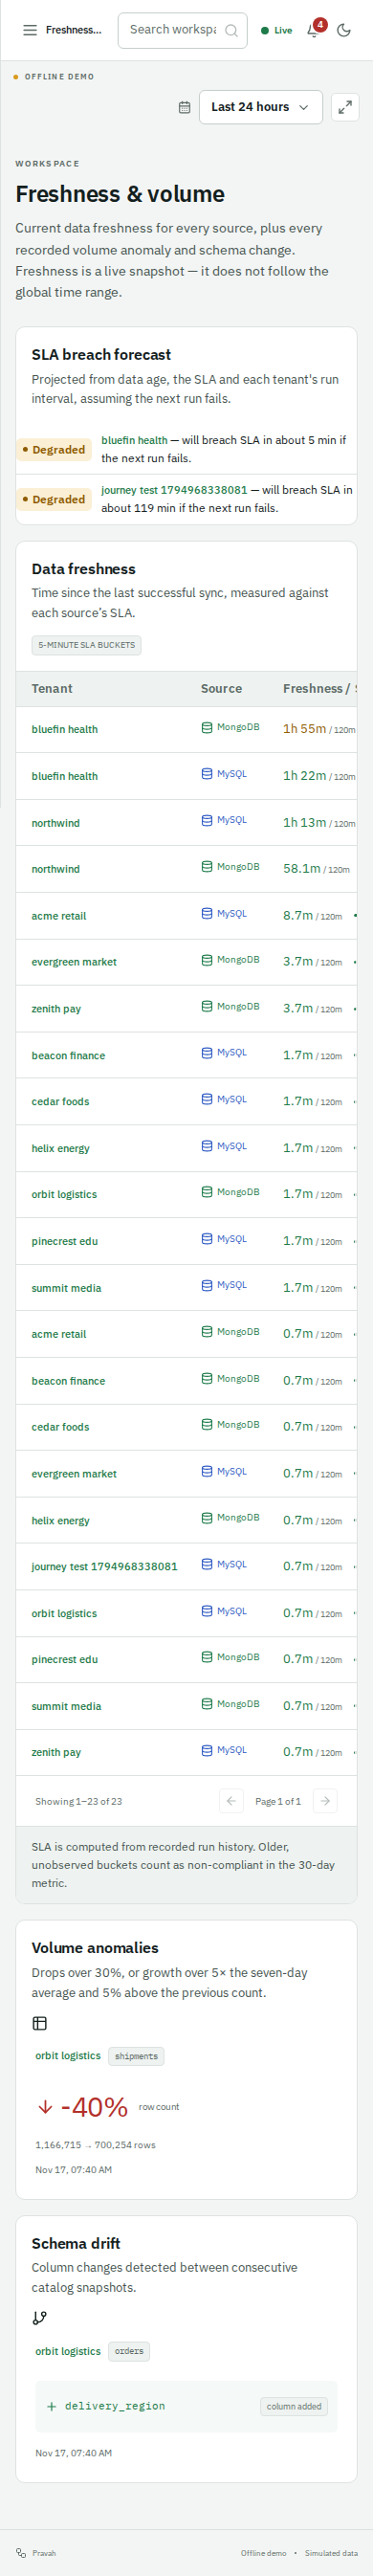 Freshness... Search workspa Live 4
OFFLINE DEMO
Last 24 hours
WORKSPACE
Freshness & volume
Current data freshness for every source, plus every
recorded volume anomaly and schema change.
Freshness is a live snapshot — it does not follow the
global time range.
SLA breach forecast
Projected from data age, the SLA and each tenant's run
interval, assuming the next run fails.
Degraded bluefin health — will breach SLA in about 5 min if
the next run fails.
Degraded journey test 1794968338081 — will breach SLA in
about 119 min if the next run fails.
Data freshness
Time since the last successful sync, measured against
each source's SLA.
5-MINUTE SLA BUCKETS
Tenant Source Freshness /
bluefin health MongoDB 1h 55m / 120m
bluefin health MySQL 1h 22m / 120m
northwind MySQL 1h 13m / 120m
northwind MongoDB 58.1m / 120m
acme retail MySQL 8.7m / 120m
evergreen market MongoDB 3.7m / 120m
zenith pay MongoDB 3.7m / 120m
beacon finance MySQL 1.7m / 120m
cedar foods MySQL 1.7m / 120m
helix energy MySQL 1.7m / 120m
orbit logistics MongoDB 1.7m / 120m
pinecrest edu MySQL 1.7m / 120m
summit media MySQL 1.7m / 120m
acme retail MongoDB 0.7m / 120m
beacon finance MongoDB 0.7m / 120m
cedar foods MongoDB 0.7m / 120m
evergreen market MySQL 0.7m / 120m
helix energy MongoDB 0.7m / 120m
journey test 1794968338081 MySQL 0.7m / 120m
orbit logistics MySQL 0.7m / 120m
pinecrest edu MongoDB 0.7m / 120m
summit media MongoDB 0.7m / 120m
zenith pay MySQL 0.7m / 120m
Showing 1–23 of 23 Page 1 of 1
SLA is computed from recorded run history. Older,
unobserved buckets count as non-compliant in the 30-day
metric.
Volume anomalies
Drops over 30%, or growth over 5× the seven-day
average and 5% above the previous count.
orbit logistics shipments
-40% row count
1,166,715 → 700,254 rows
Nov 17, 07:40 AM
Schema drift
Column changes detected between consecutive
catalog snapshots.
orbit logistics orders
+ delivery_region column added
Nov 17, 07:40 AM
Pravah Offline demo • Simulated data